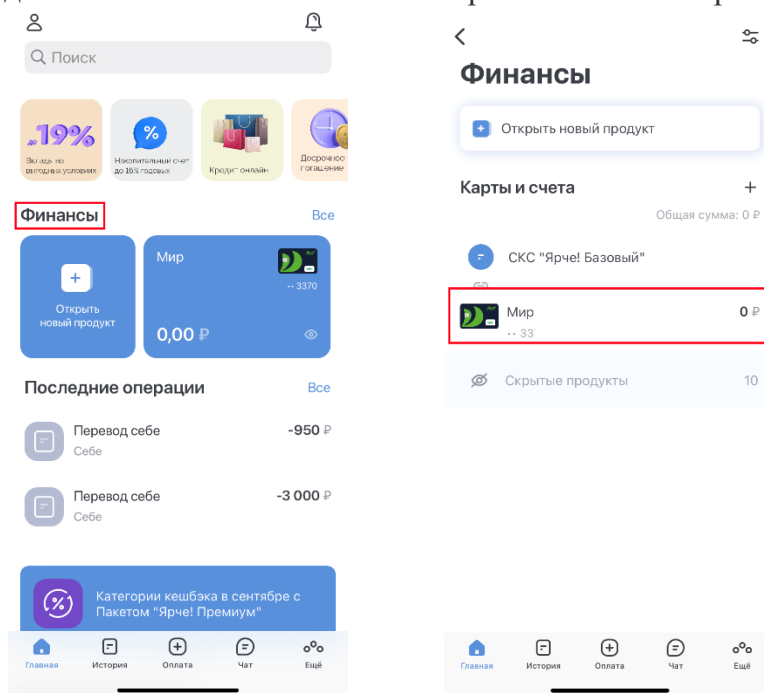 Поиск
до 19%
Вклады на
выгодных условиях
%
Накопительный счет
до 15% годовых
Кредит онлайн
Досрочное
погашение
Финансы
Все
Открыть
новый продукт
Мир
·· 3370
0,00 ₽
Последние операции
Все
Перевод себе
-950 ₽
Себе
Перевод себе
-3 000 ₽
Себе
Категории кешбэка в сентябре с
Пакетом "Ярче! Премиум"
Главная
История
Оплата
Чат
Ещё
Финансы
Открыть новый продукт
Карты и счета
Общая сумма: 0 ₽
СКС "Ярче! Базовый"
Мир
0 ₽
·· 33
Скрытые продукты
10
Главная
История
Оплата
Чат
Ещё